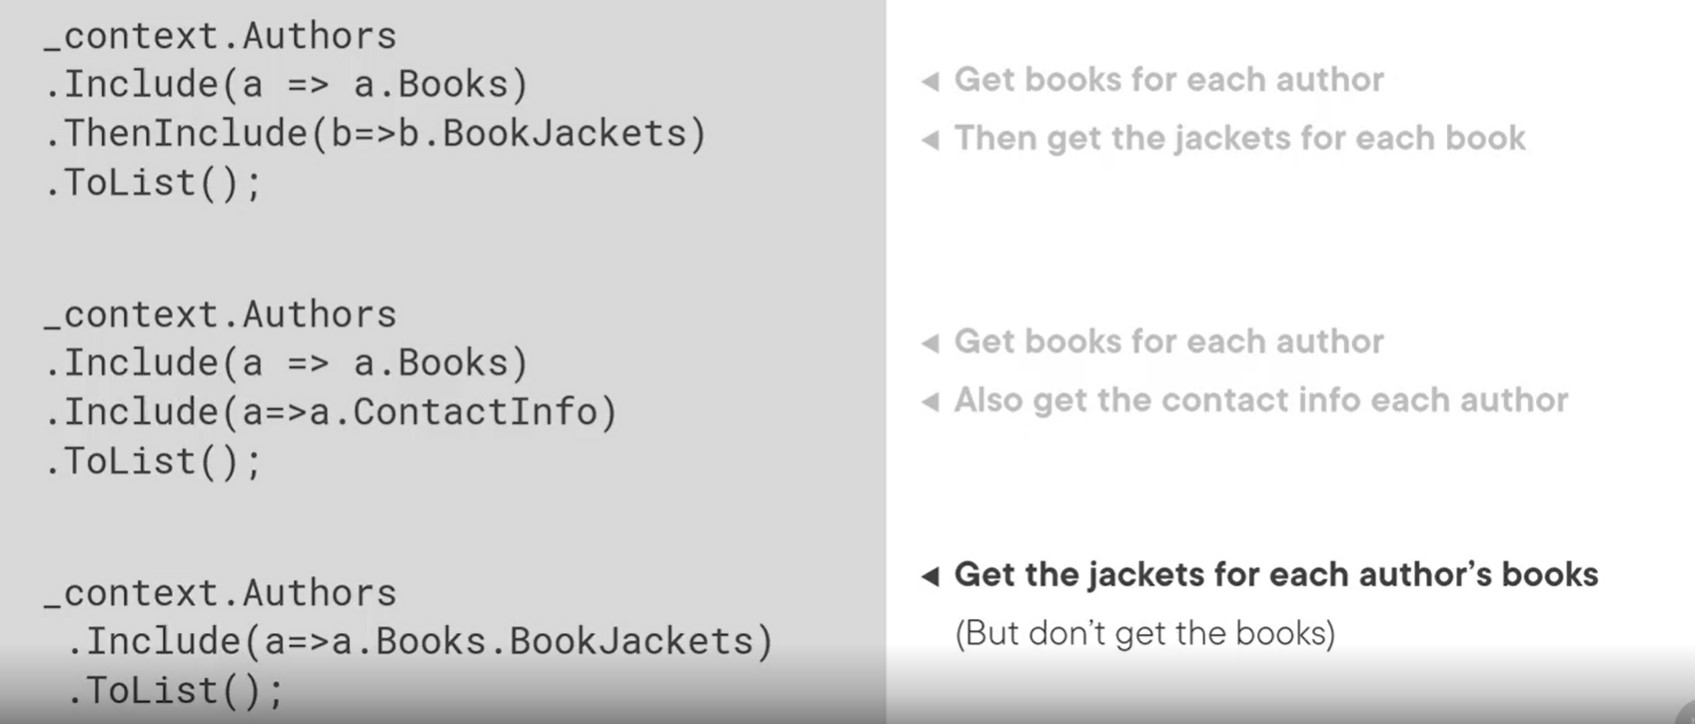 _context.Authors
.Include(a => a.Books)
.ThenInclude(b=>b.BookJackets)
.ToList();
◄ Get books for each author
◄ Then get the jackets for each book
_context.Authors
.Include(a => a.Books)
.Include(a=>a.ContactInfo)
.ToList();
◄ Get books for each author
◄ Also get the contact info each author
_context.Authors
.Include(a=>a.Books.BookJackets)
.ToList();
◄ Get the jackets for each author’s books
(But don’t get the books)